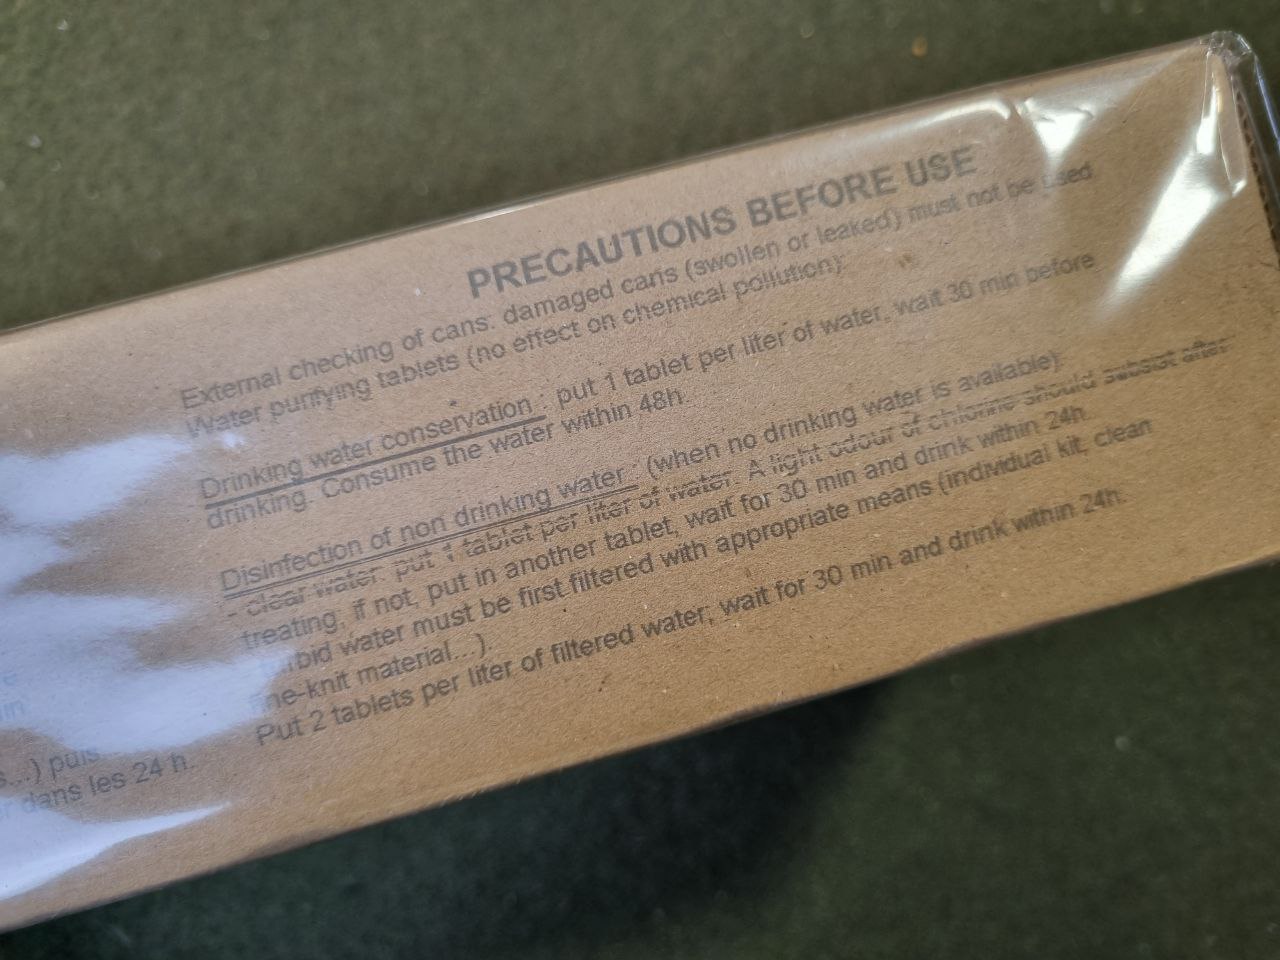 PRECAUTIONS BEFORE USE
External checking of cans: damaged cans (swollen or leaked) must not be used
Water purifying tablets (no effect on chemical pollution):
Drinking water conservation : put 1 tablet per liter of water, wait 30 min before
drinking. Consume the water within 48h.
Disinfection of non drinking water : (when no drinking water is available):
- clear water: put 1 tablet per liter of water. A light odour of chlorine should subsist after
treating, if not, put in another tablet, wait for 30 min and drink within 24h.
water must be first filtered with appropriate means (individual kit, clean
fine-knit material...).
Put 2 tablets per liter of filtered water; wait for 30 min and drink within 24h.
...) puis
dans les 24 h.